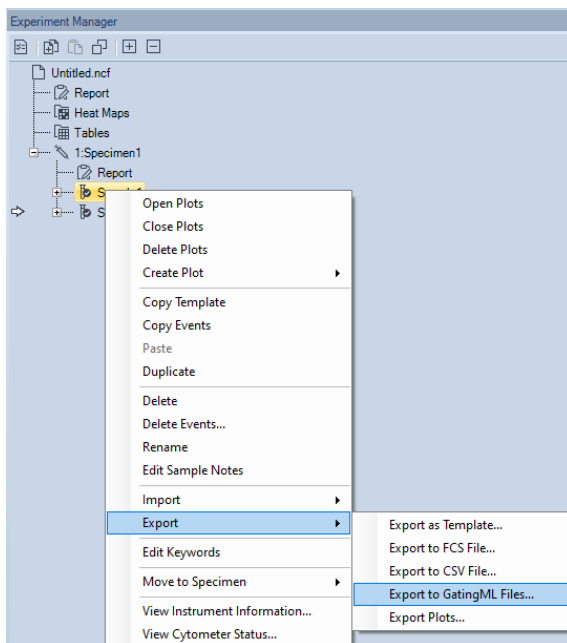 Experiment Manager
Untitled.ncf
Report
Heat Maps
Tables
1:Specimen1
Report
Open Plots
Close Plots
Delete Plots
Create Plot
Copy Template
Copy Events
Paste
Duplicate
Delete
Delete Events...
Rename
Edit Sample Notes
Import
Export
Export as Template...
Edit Keywords
Export to FCS File...
Export to CSV File...
Move to Specimen
Export to GatingML Files...
View Instrument Information...
Export Plots...
View Cytometer Status...